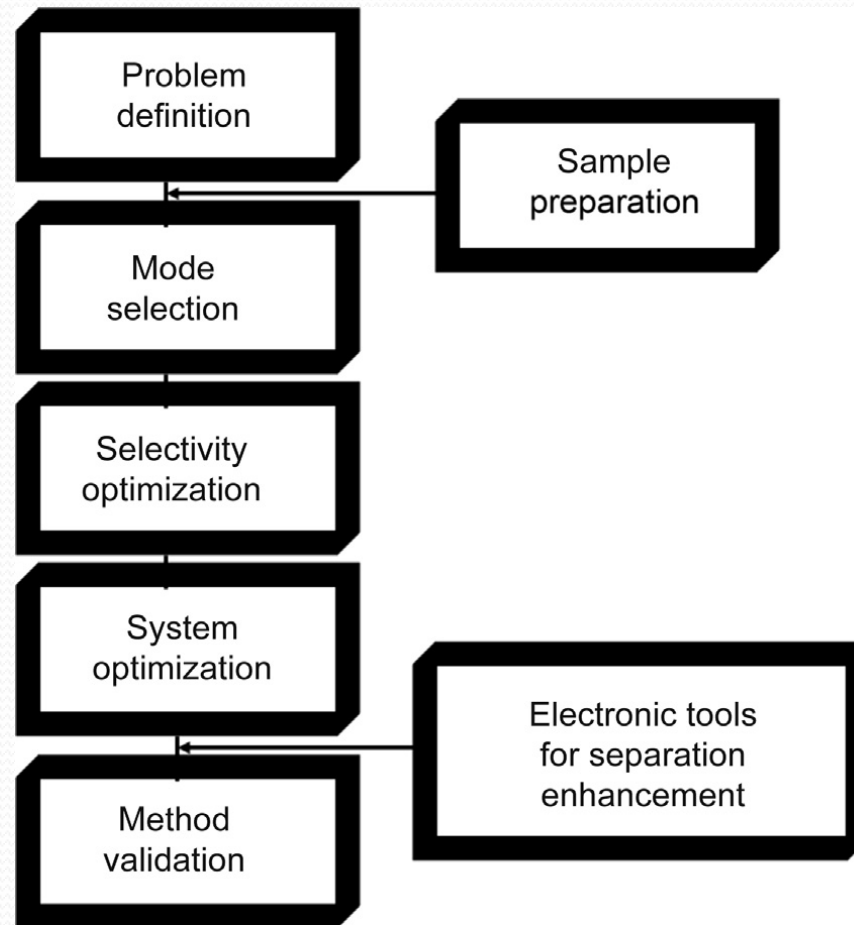 Problem
definition
Sample
preparation
Mode
selection
Selectivity
optimization
System
optimization
Electronic tools
for separation
enhancement
Method
validation